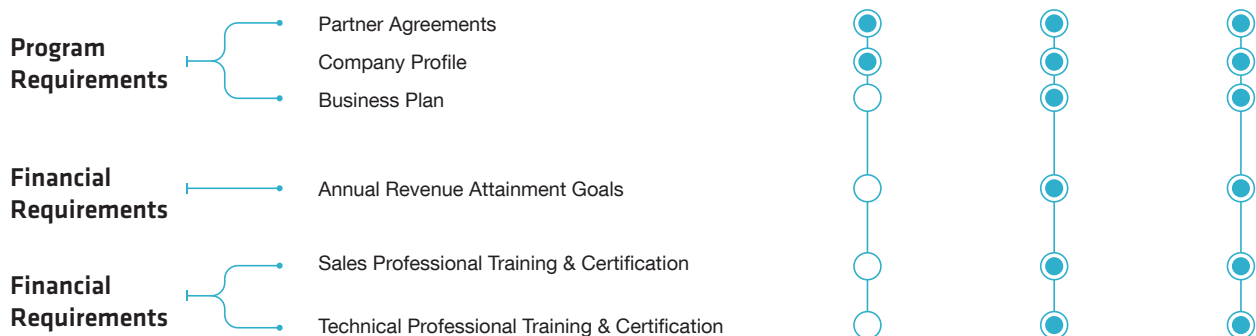 Program
Requirements
Partner Agreements
Company Profile
Business Plan
Financial
Requirements
Annual Revenue Attainment Goals
Financial
Requirements
Sales Professional Training & Certification
Technical Professional Training & Certification